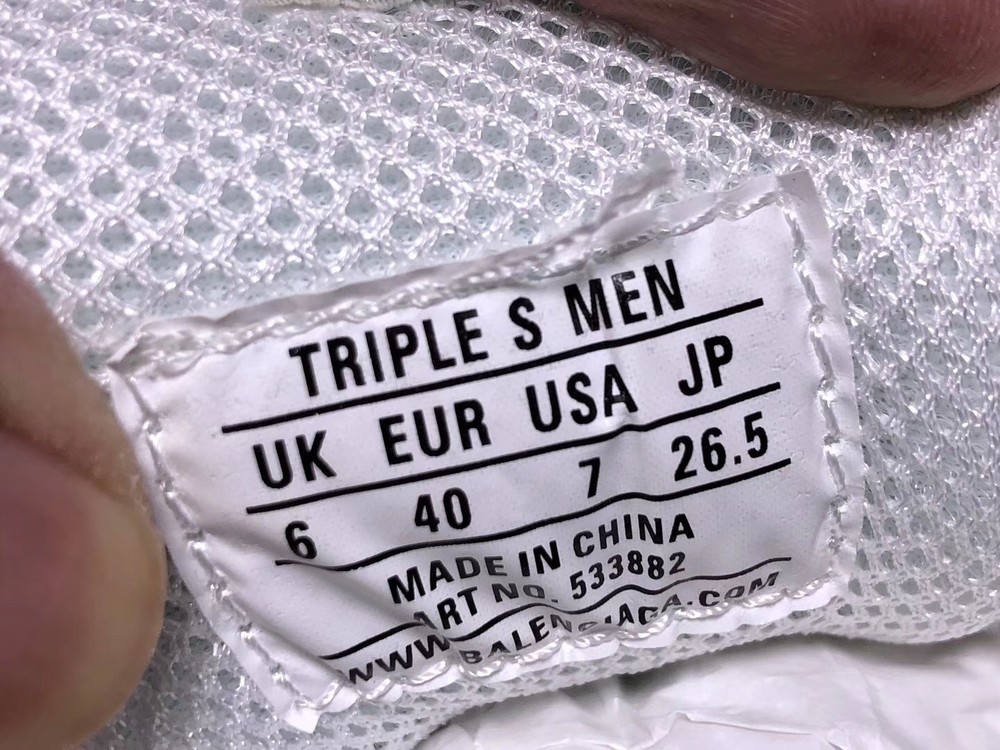 TRIPLE S MEN
UK EUR USA JP
6 40 7 26.5
MADE IN CHINA
ART NO. 533882
WWW.BALENCIAGA.COM